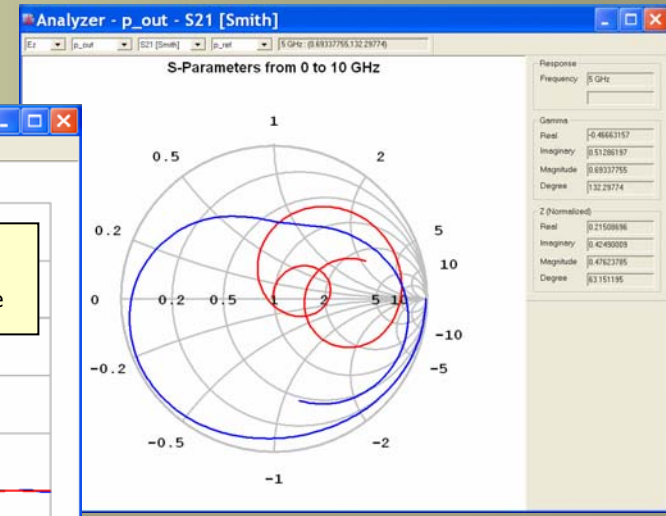 Analyzer - p_out - S21 [Smith]
Ez p_out S21 [Smith] p_ref 5 GHz : (0.69337755,132.29774)
S-Parameters from 0 to 10 GHz
Response
Frequency 5 GHz
Gamma
Real -0.46663157
Imaginary 0.51286197
Magnitude 0.69337755
Degree 132.29774
Z (Normalized)
Real 0.21508696
Imaginary 0.42490009
Magnitude 0.47623785
Degree 63.151195
1
0.5 2
0.2 5
10
0 0.2 0.5 1 2 5 10
-10
-0.2 -5
-0.5 -2
-1
e